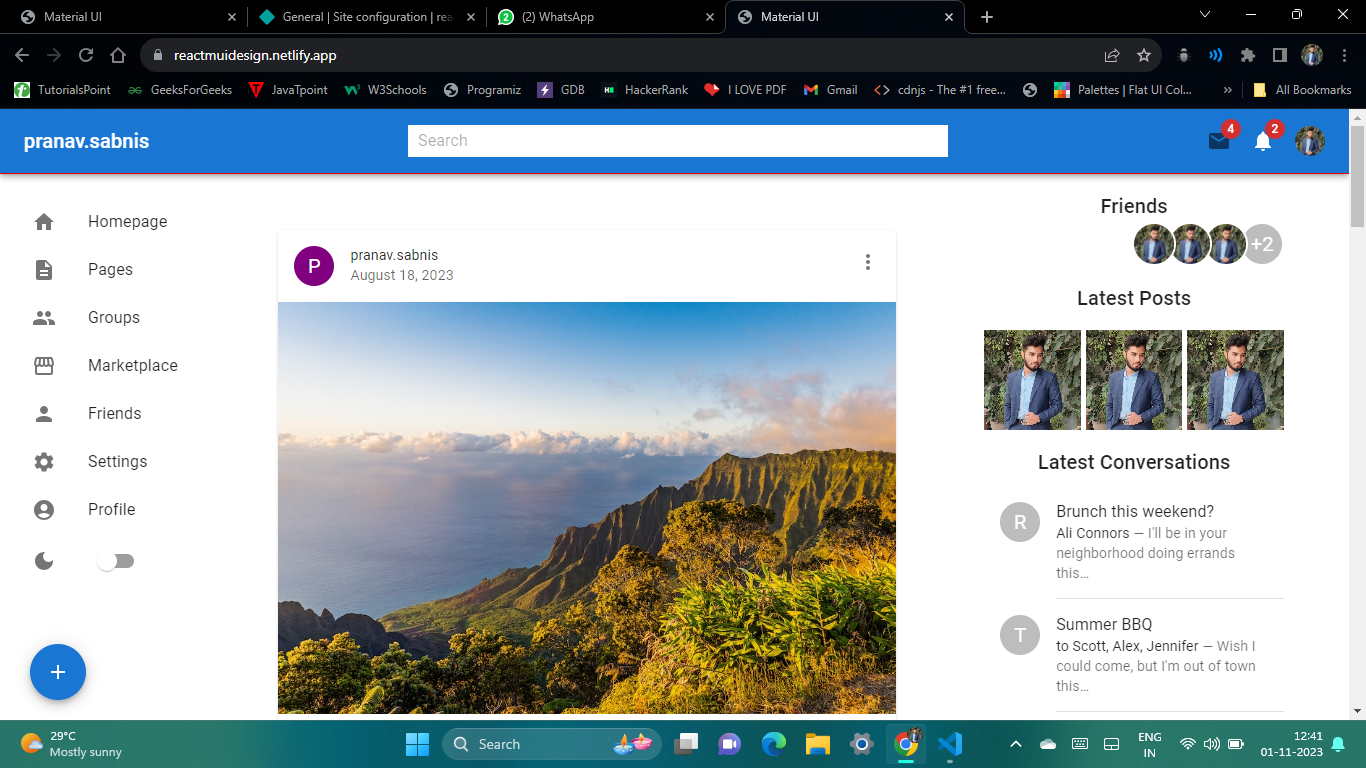 Material UI
General | Site configuration | rea
(2) WhatsApp
Material UI
reactmuidesign.netlify.app
TutorialsPoint
GeeksForGeeks
JavaTpoint
W3Schools
Programiz
GDB
HackerRank
I LOVE PDF
Gmail
cdnjs - The #1 free...
Palettes | Flat UI Col...
»
All Bookmarks
pranav.sabnis
Search
4
2
Homepage
Pages
Groups
Marketplace
Friends
Settings
Profile
+
P
pranav.sabnis
August 18, 2023
Friends
+2
Latest Posts
Latest Conversations
R
Brunch this weekend?
Ali Connors — I'll be in your
neighborhood doing errands
this…
T
Summer BBQ
to Scott, Alex, Jennifer — Wish I
could come, but I'm out of town
this…
29°C
Mostly sunny
Search
ENG
IN
12:41
01-11-2023